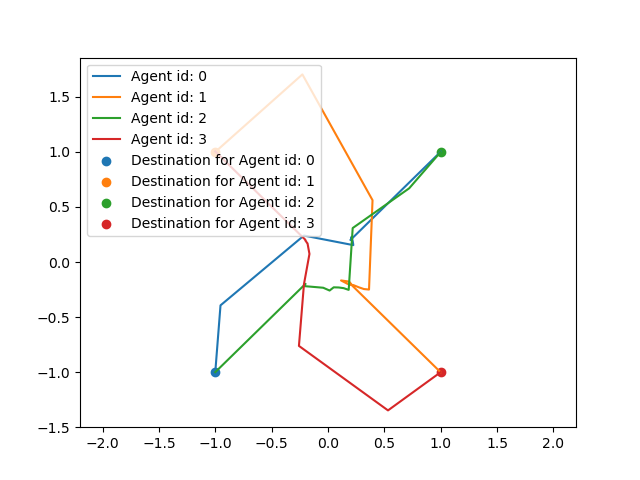 1.5
1.0
0.5
0.0
−0.5
−1.0
−1.5
Agent id: 0
Agent id: 1
Agent id: 2
Agent id: 3
Destination for Agent id: 0
Destination for Agent id: 1
Destination for Agent id: 2
Destination for Agent id: 3
−2.0 −1.5 −1.0 −0.5 0.0 0.5 1.0 1.5 2.0